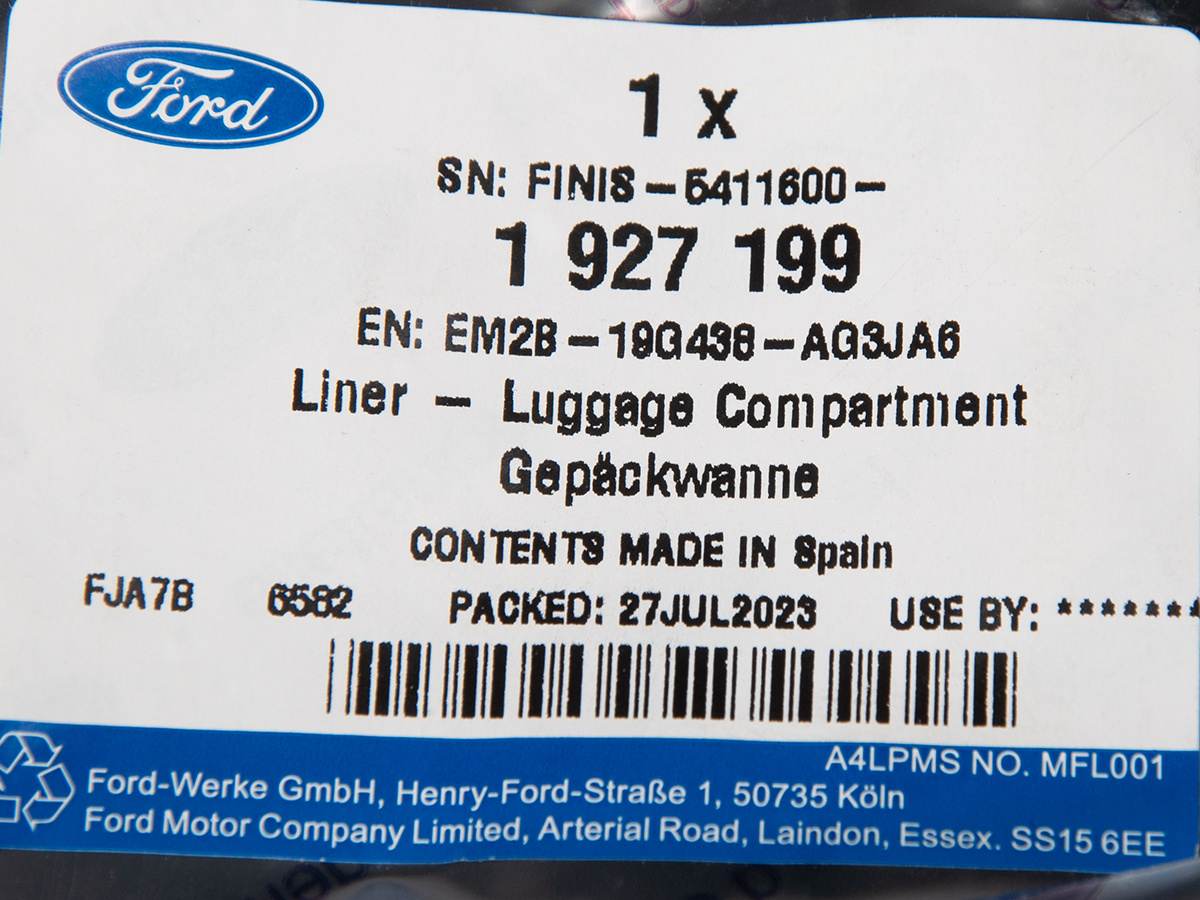 Ford
1 x
SN: FINIS-5411600-
1 927 199
EN: EM2B-19G438-AG3JA6
Liner - Luggage Compartment
Gepäckwanne
CONTENTS MADE IN Spain
FJA7B 6582 PACKED: 27JUL2023 USE BY: *******
A4LPMS NO. MFL001
Ford-Werke GmbH, Henry-Ford-Straße 1, 50735 Köln
Ford Motor Company Limited, Arterial Road, Laindon, Essex. SS15 6EE